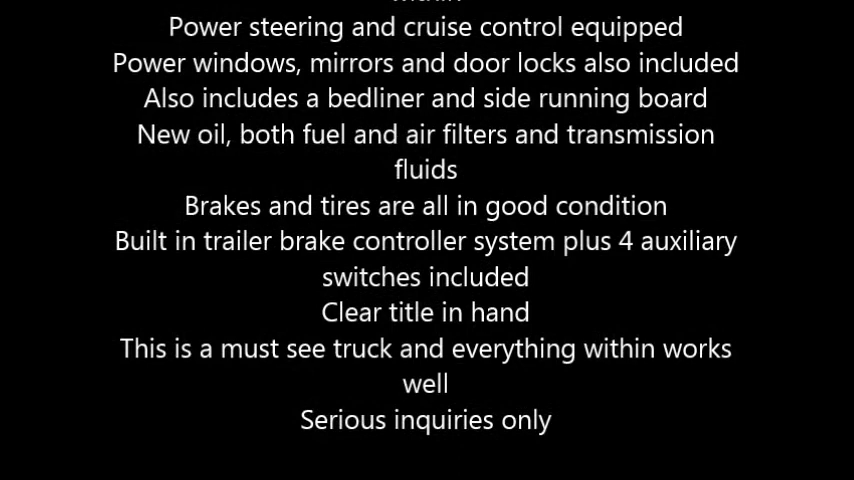 Power steering and cruise control equipped
Power windows, mirrors and door locks also included
Also includes a bedliner and side running board
New oil, both fuel and air filters and transmission
fluids
Brakes and tires are all in good condition
Built in trailer brake controller system plus 4 auxiliary
switches included
Clear title in hand
This is a must see truck and everything within works
well
Serious inquiries only